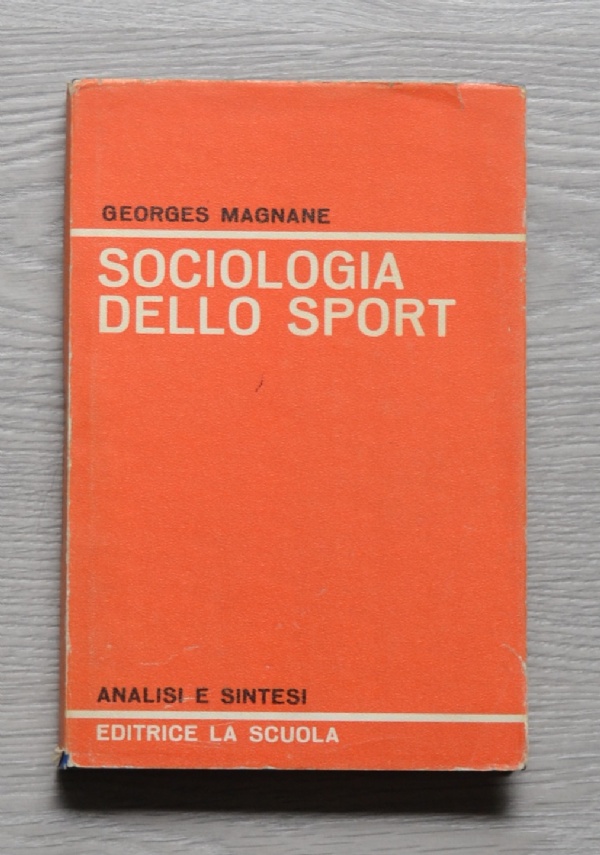 GEORGES MAGNANE
SOCIOLOGIA
DELLO SPORT
ANALISI E SINTESI
EDITRICE LA SCUOLA